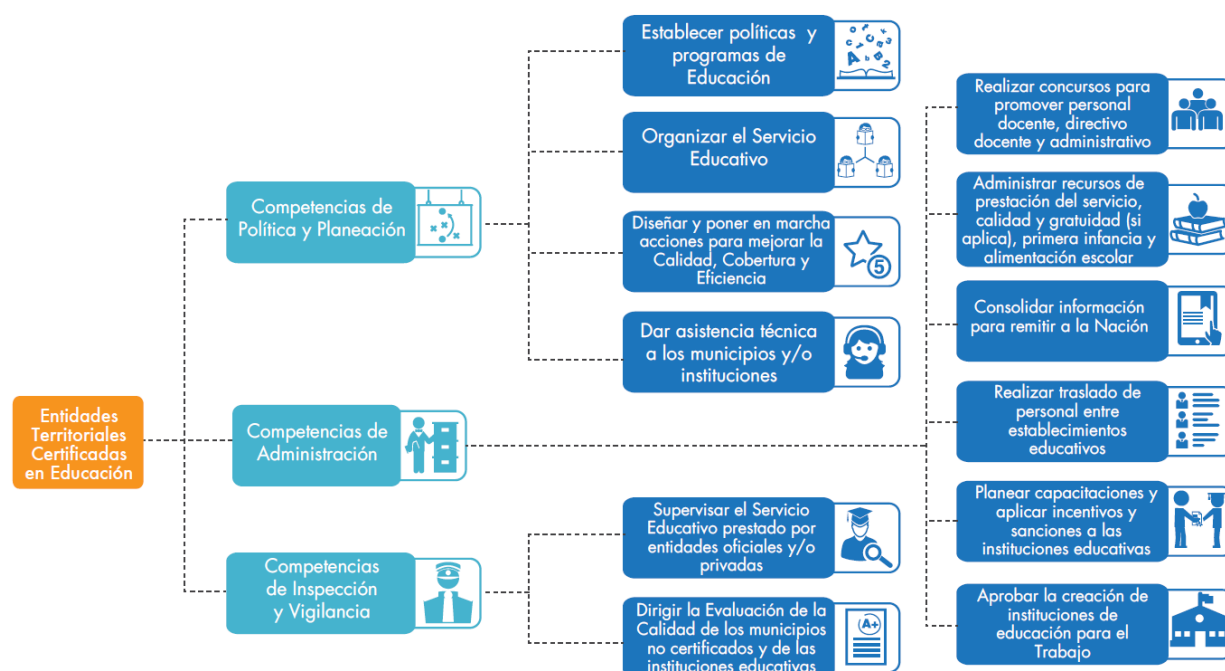 Entidades
Territoriales
Certificadas
en Educación
Competencias de
Política y Planeación
Establecer políticas y
programas de
Educación
Organizar el Servicio
Educativo
Diseñar y poner en marcha
acciones para mejorar la
Calidad, Cobertura y
Eficiencia
5
Dar asistencia técnica
a los municipios y/o
instituciones
Competencias de
Administración
Realizar concursos para
promover personal
docente, directivo
docente y administrativo
Administrar recursos de
prestación del servicio,
calidad y gratuidad (si
aplica), primera infancia y
alimentación escolar
Consolidar información
para remitir a la Nación
Realizar traslado de
personal entre
establecimientos
educativos
Planear capacitaciones y
aplicar incentivos y
sanciones a las
instituciones educativas
Aprobar la creación de
instituciones de
educación para el
Trabajo
Competencias
de Inspección
y Vigilancia
Supervisar el Servicio
Educativo prestado por
entidades oficiales y/o
privadas
Dirigir la Evaluación de la
Calidad de los municipios
no certificados y de las
instituciones educativas
A+